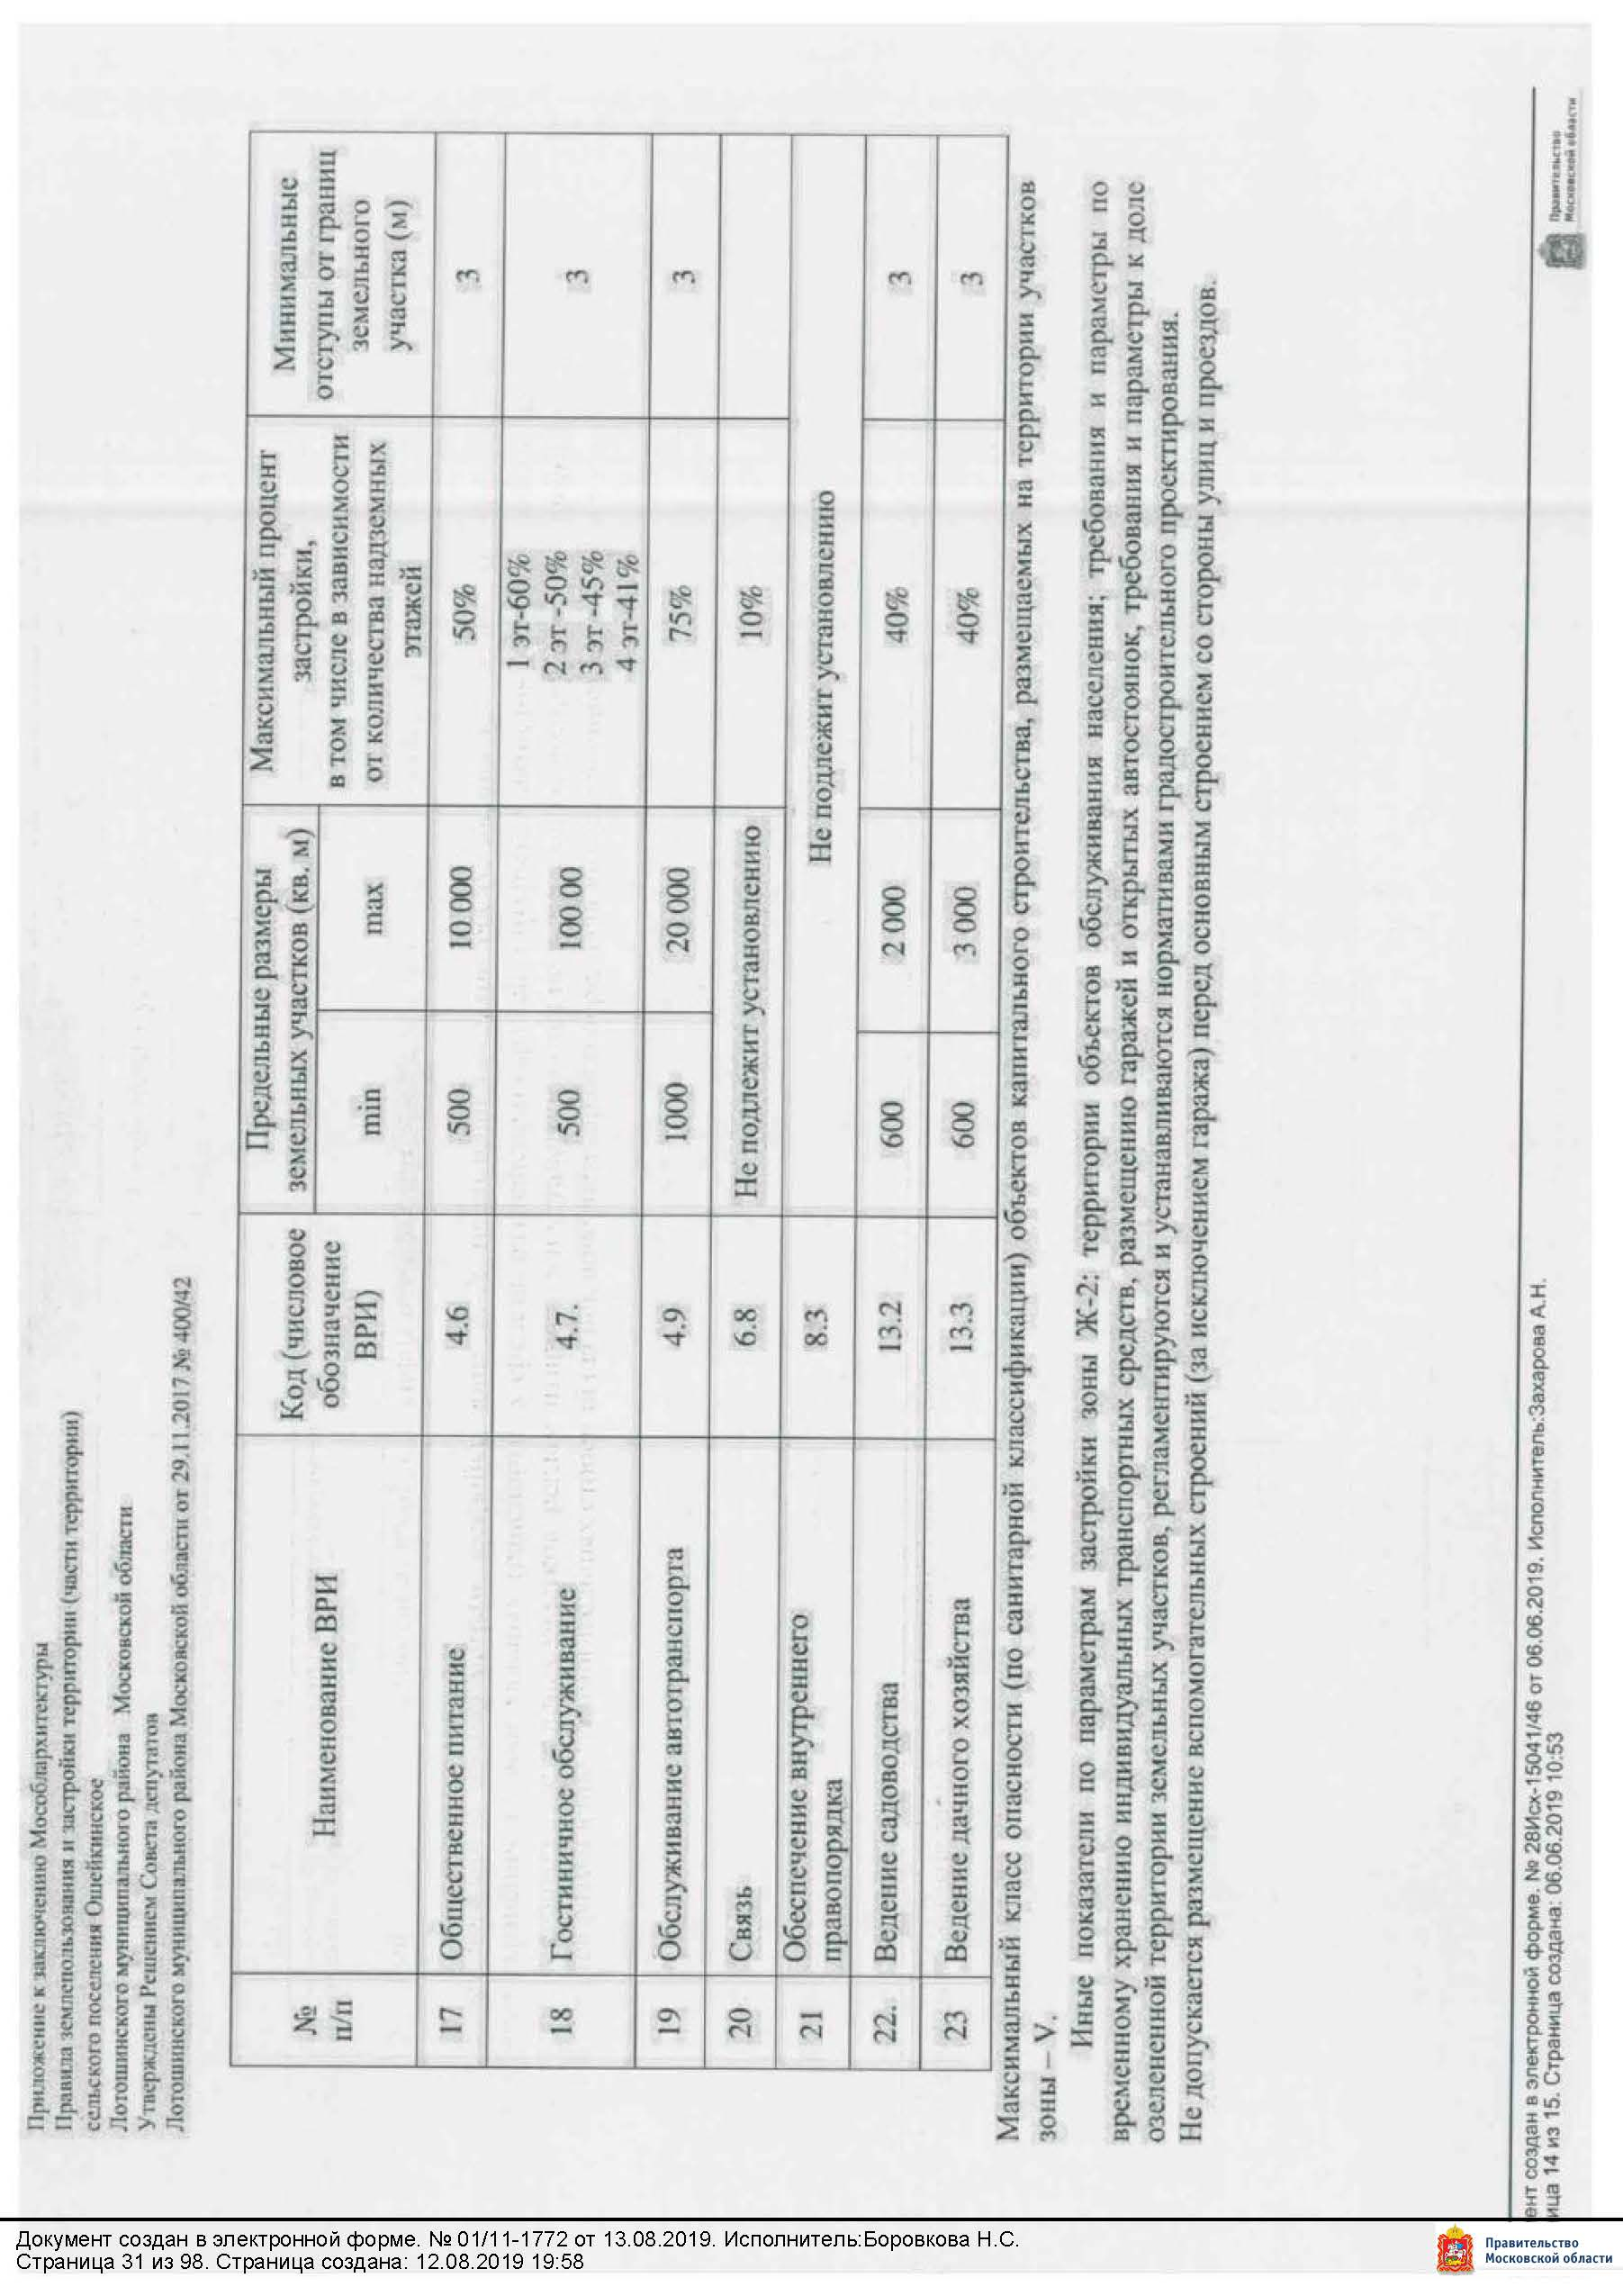 Приложение к заключению Мособлархитектуры
Правила землепользования и застройки территории (части территории)
сельского поселения Ошейкинское
Лотошинского муниципального района Московской области
Утверждены Решением Совета депутатов
Лотошинского муниципального района Московской области от 29.11.2017 № 400/42
№ п/п
Наименование ВРИ
Код (числовое обозначение ВРИ)
Предельные размеры земельных участков (кв. м)
min
max
Максимальный процент застройки,
в том числе в зависимости от количества надземных этажей
Минимальные отступы от границ земельного участка (м)
17 Общественное питание 4.6 500 10 000 50% 3
18 Гостиничное обслуживание 4.7. 500 100 00 1 эт-60% 3
2 эт -50%
3 эт -45%
4 эт-41%
19 Обслуживание автотранспорта 4.9 1000 20 000 75% 3
20 Связь 6.8 Не подлежит установлению 10%
21 Обеспечение внутреннего правопорядка 8.3 Не подлежит установлению
22. Ведение садоводства 13.2 600 2 000 40% 3
23 Ведение дачного хозяйства 13.3 600 3 000 40% 3
Максимальный класс опасности (по санитарной классификации) объектов капитального строительства, размещаемых на территории участков
зоны – V.
Иные показатели по параметрам застройки зоны Ж-2: территории объектов обслуживания населения; требования и параметры по
временному хранению индивидуальных транспортных средств, размещению гаражей и открытых автостоянок, требования и параметры к доле
озелененной территории земельных участков, регламентируются и устанавливаются нормативами градостроительного проектирования.
Не допускается размещение вспомогательных строений (за исключением гаража) перед основным строением со стороны улиц и проездов.
ент создан в электронной форме. № 28Исх-15041/46 от 06.06.2019. Исполнитель:Захарова А.Н.
ица 14 из 15. Страница создана: 06.06.2019 10:53
Правительство
Московской области
Документ создан в электронной форме. № 01/11-1772 от 13.08.2019. Исполнитель:Боровкова Н.С.
Страница 31 из 98. Страница создана: 12.08.2019 19:58
Правительство
Московской области